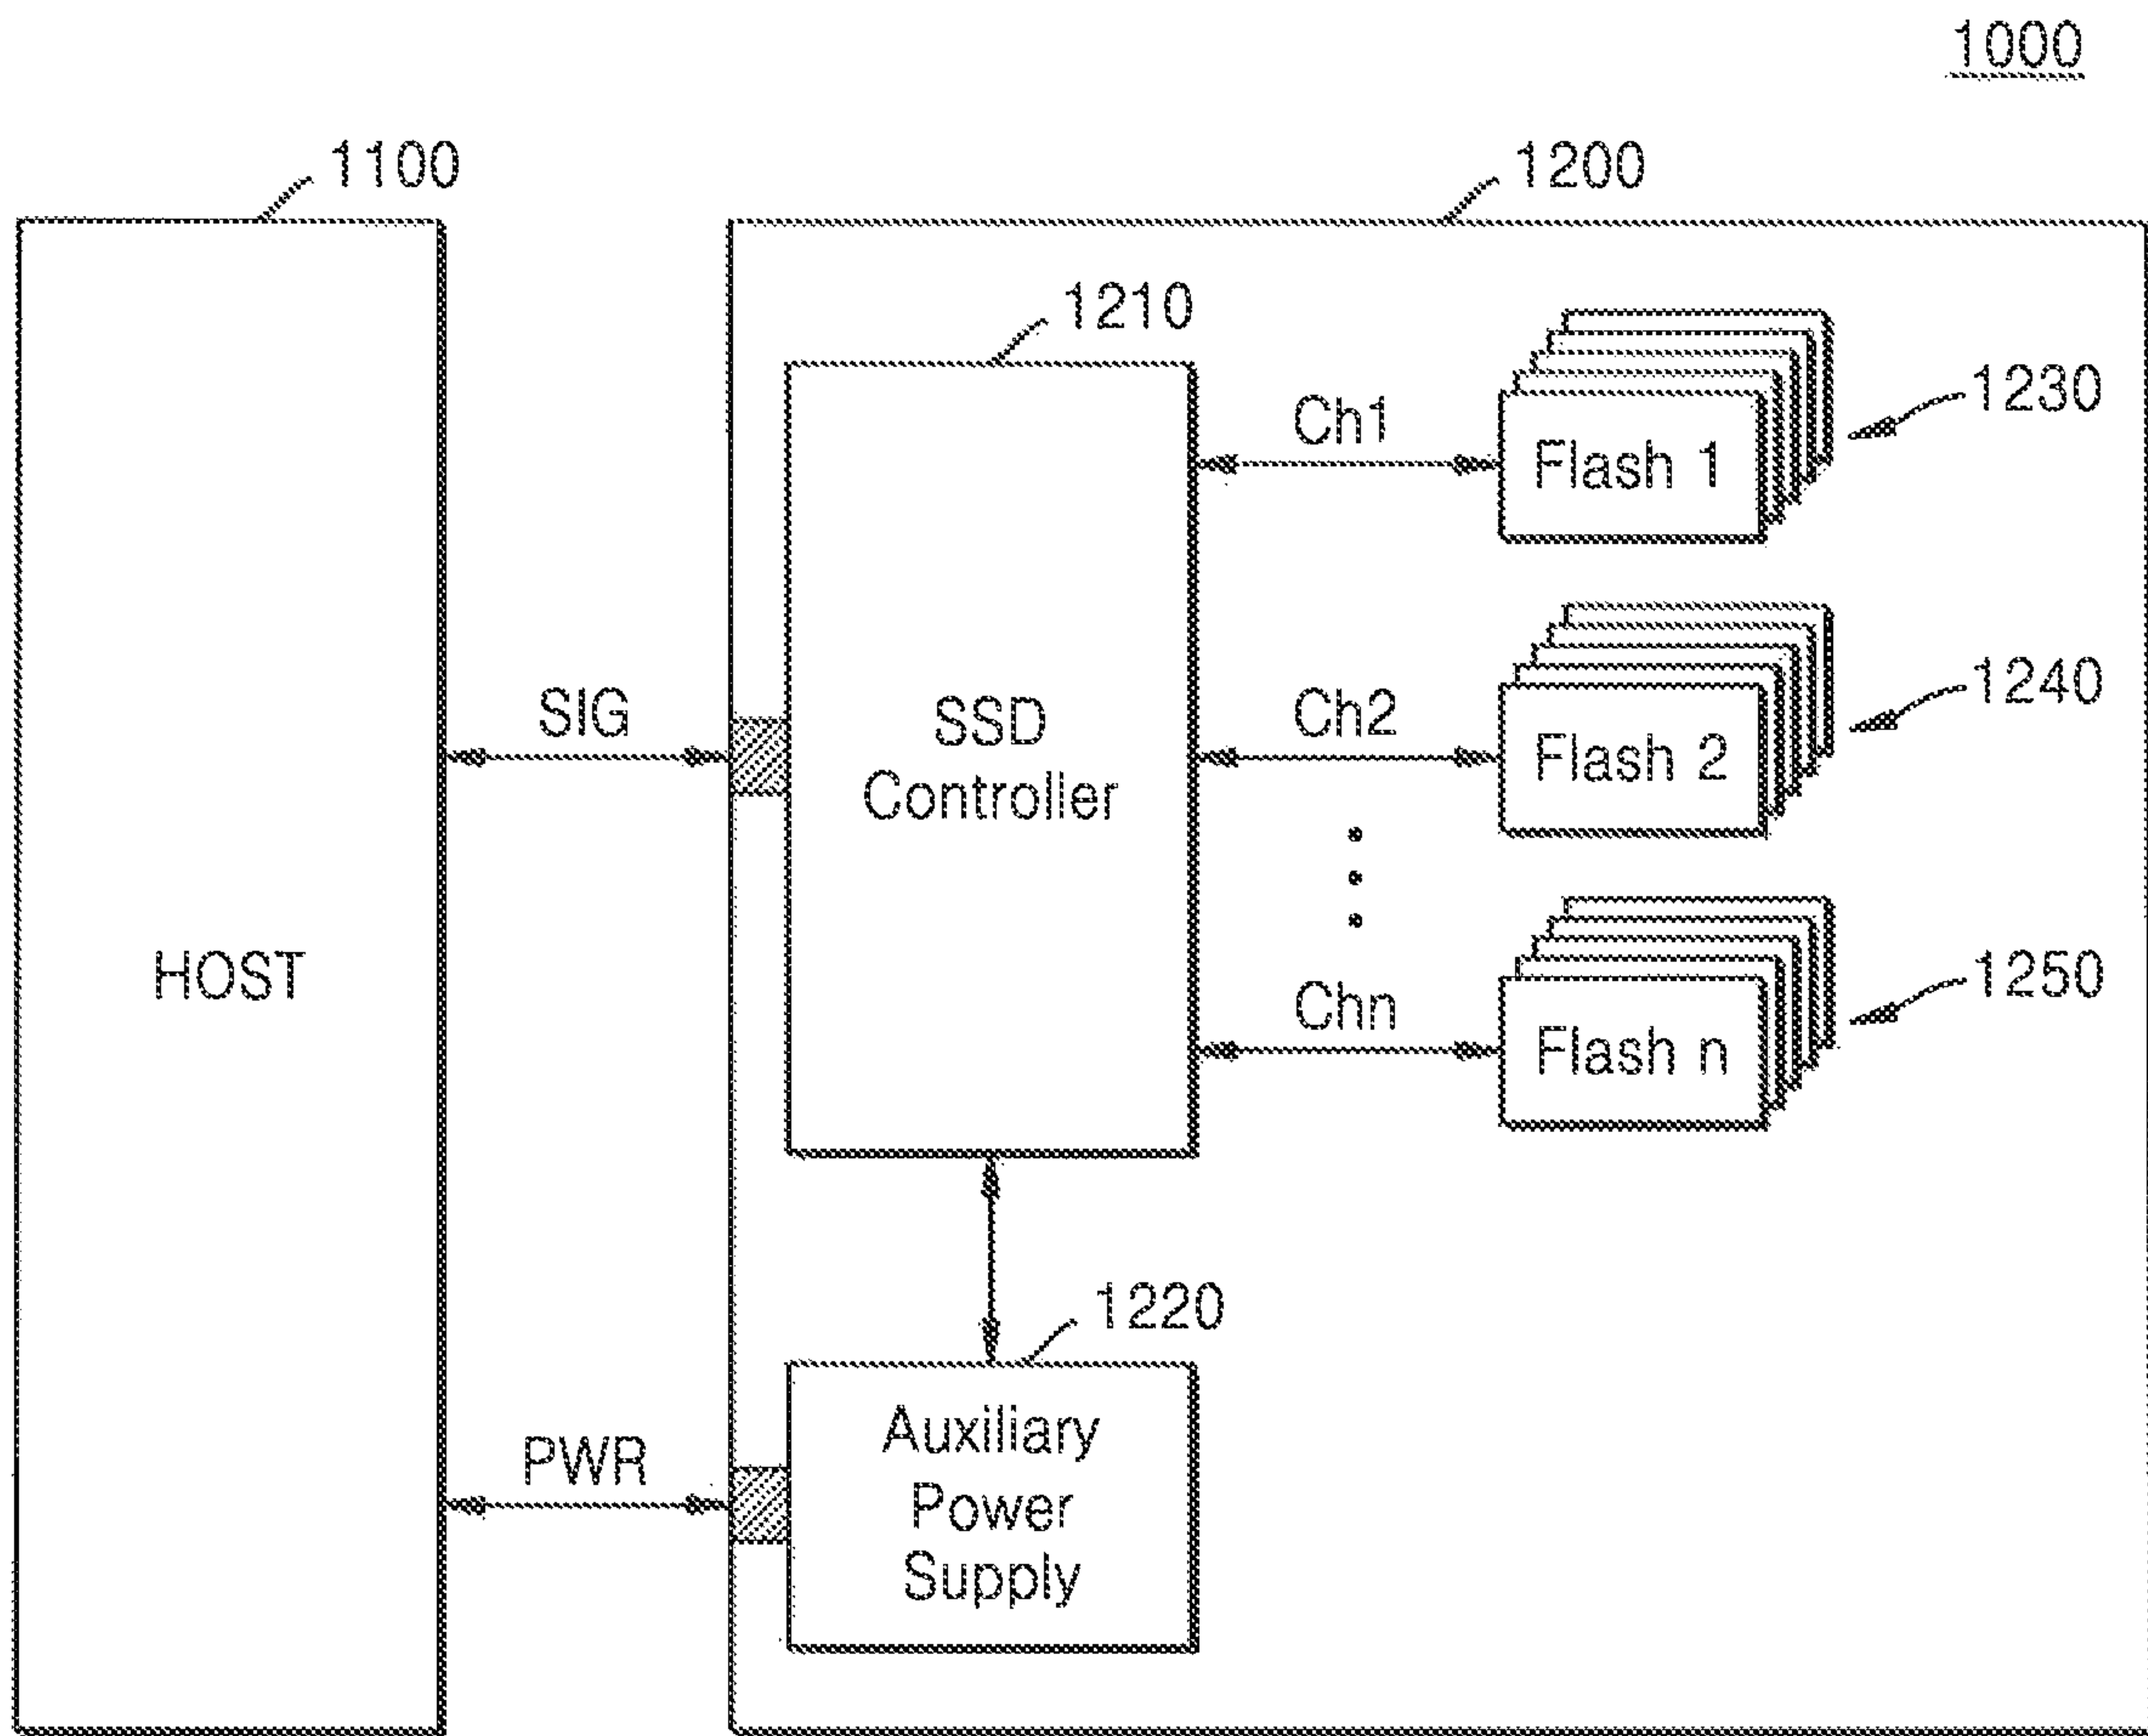 1000
1100
1200
1210
1230
Ch1
Flash 1
1240
SIG
SSD
Controller
Ch2
Flash 2
HOST
1250
Chn
Flash n
1220
PWR
Auxiliary
Power
Supply